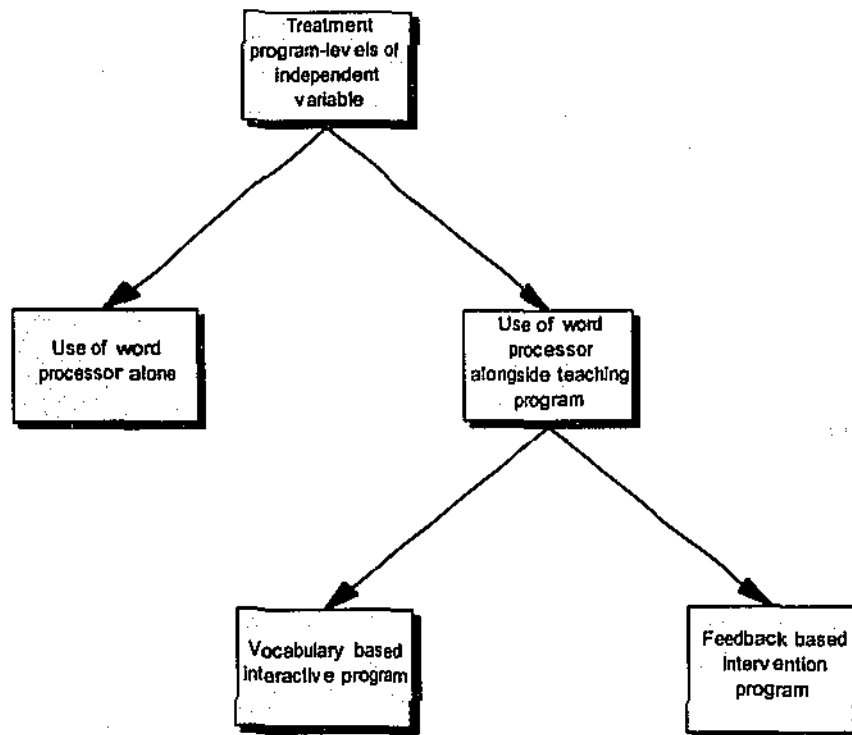 Treatment
program-levels of
independent
variable
Use of word
processor alone
Use of word
processor
alongside teaching
program
Vocabulary based
interactive program
Feedback based
intervention
program